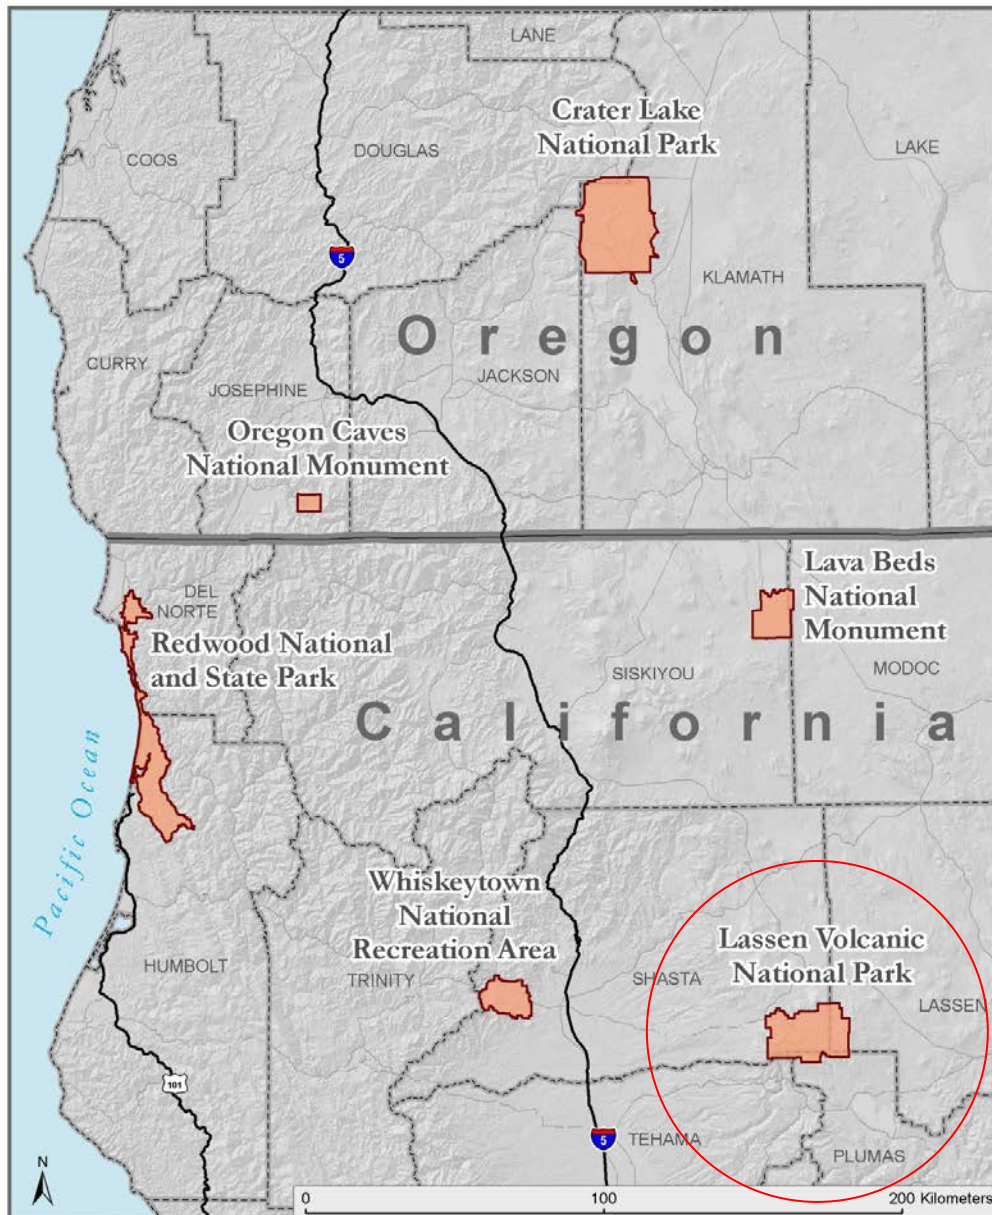 LANE
Crater Lake
National Park
COOS
DOUGLAS
LAKE
5
KLAMATH
Oregon
CURRY
JOSEPHINE
JACKSON
Oregon Caves
National Monument
Lava Beds
National
Monument
DEL
NORTE
Redwood National
and State Park
SISKIYOU
MODOC
California
Pacific Ocean
Whiskeytown
National
Recreation Area
Lassen Volcanic
National Park
HUMBOLT
TRINITY
SHASTA
LASSEN
101
5
TEHAMA
PLUMAS
N
0 100 200 Kilometers